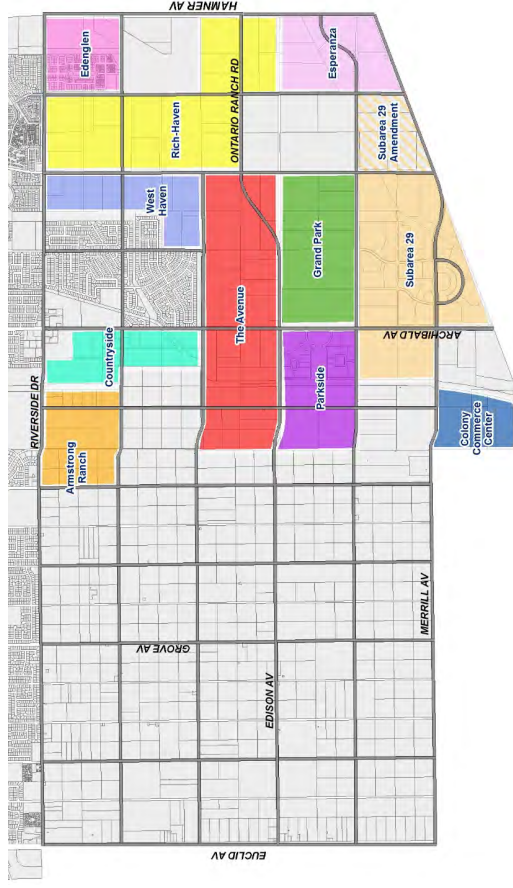 RIVERSIDE DR
Armstrong
Ranch
Countryside
Edenglen
West
Haven
Rich-Haven
HAMNER AV
GROVE AV
EUCLID AV
The Avenue
ONTARIO RANCH RD
EDISON AV
Parkside
Grand Park
Esperanza
ARCHIBALD AV
Subarea 29
Subarea 29
Amendment
MERRILL AV
Colony
Commerce
Center